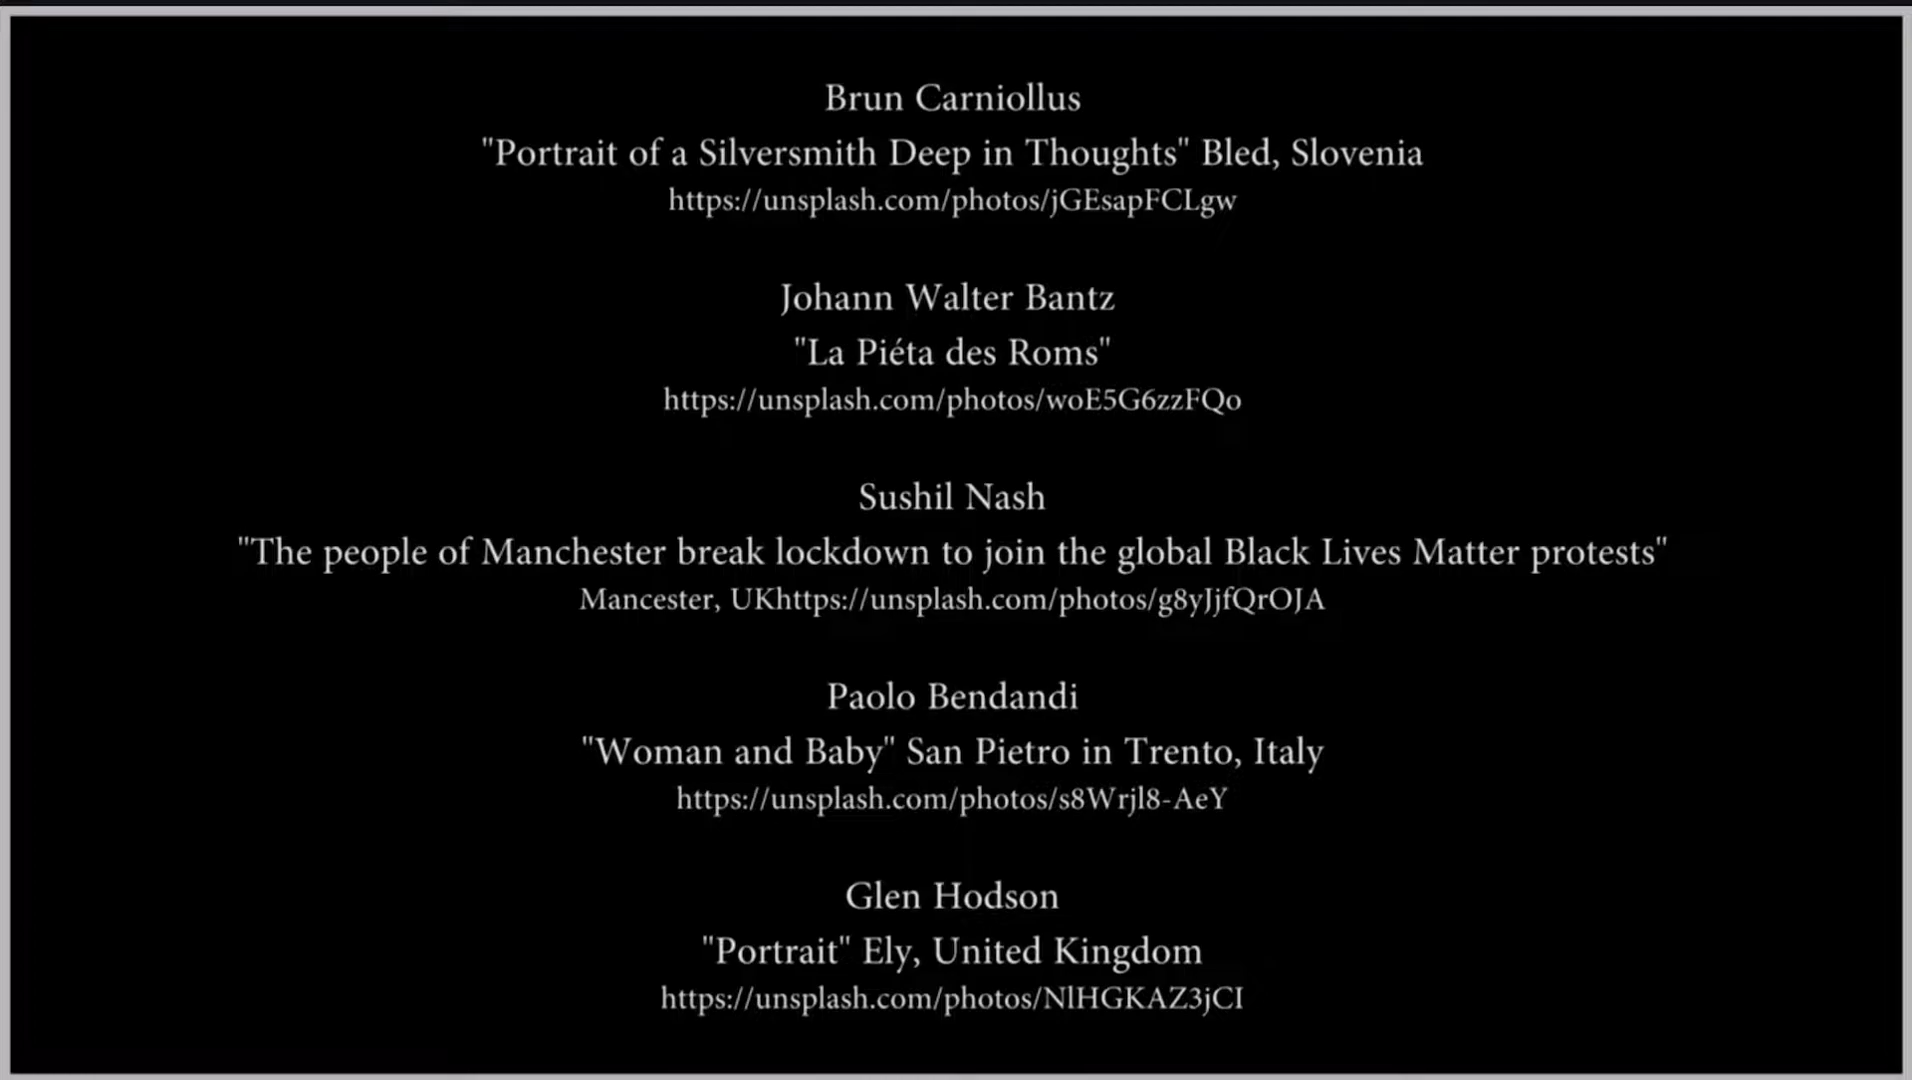 Brun Carniollus
"Portrait of a Silversmith Deep in Thoughts" Bled, Slovenia
https://unsplash.com/photos/jGEsapFCLgw
Johann Walter Bantz
"La Piéta des Roms"
https://unsplash.com/photos/woE5G6zzFQo
Sushil Nash
"The people of Manchester break lockdown to join the global Black Lives Matter protests"
Mancester, UKhttps://unsplash.com/photos/g8yJjfQrOJA
Paolo Bendandi
"Woman and Baby" San Pietro in Trento, Italy
https://unsplash.com/photos/s8Wrjl8-AeY
Glen Hodson
"Portrait" Ely, United Kingdom
https://unsplash.com/photos/NlHGKAZ3jCI